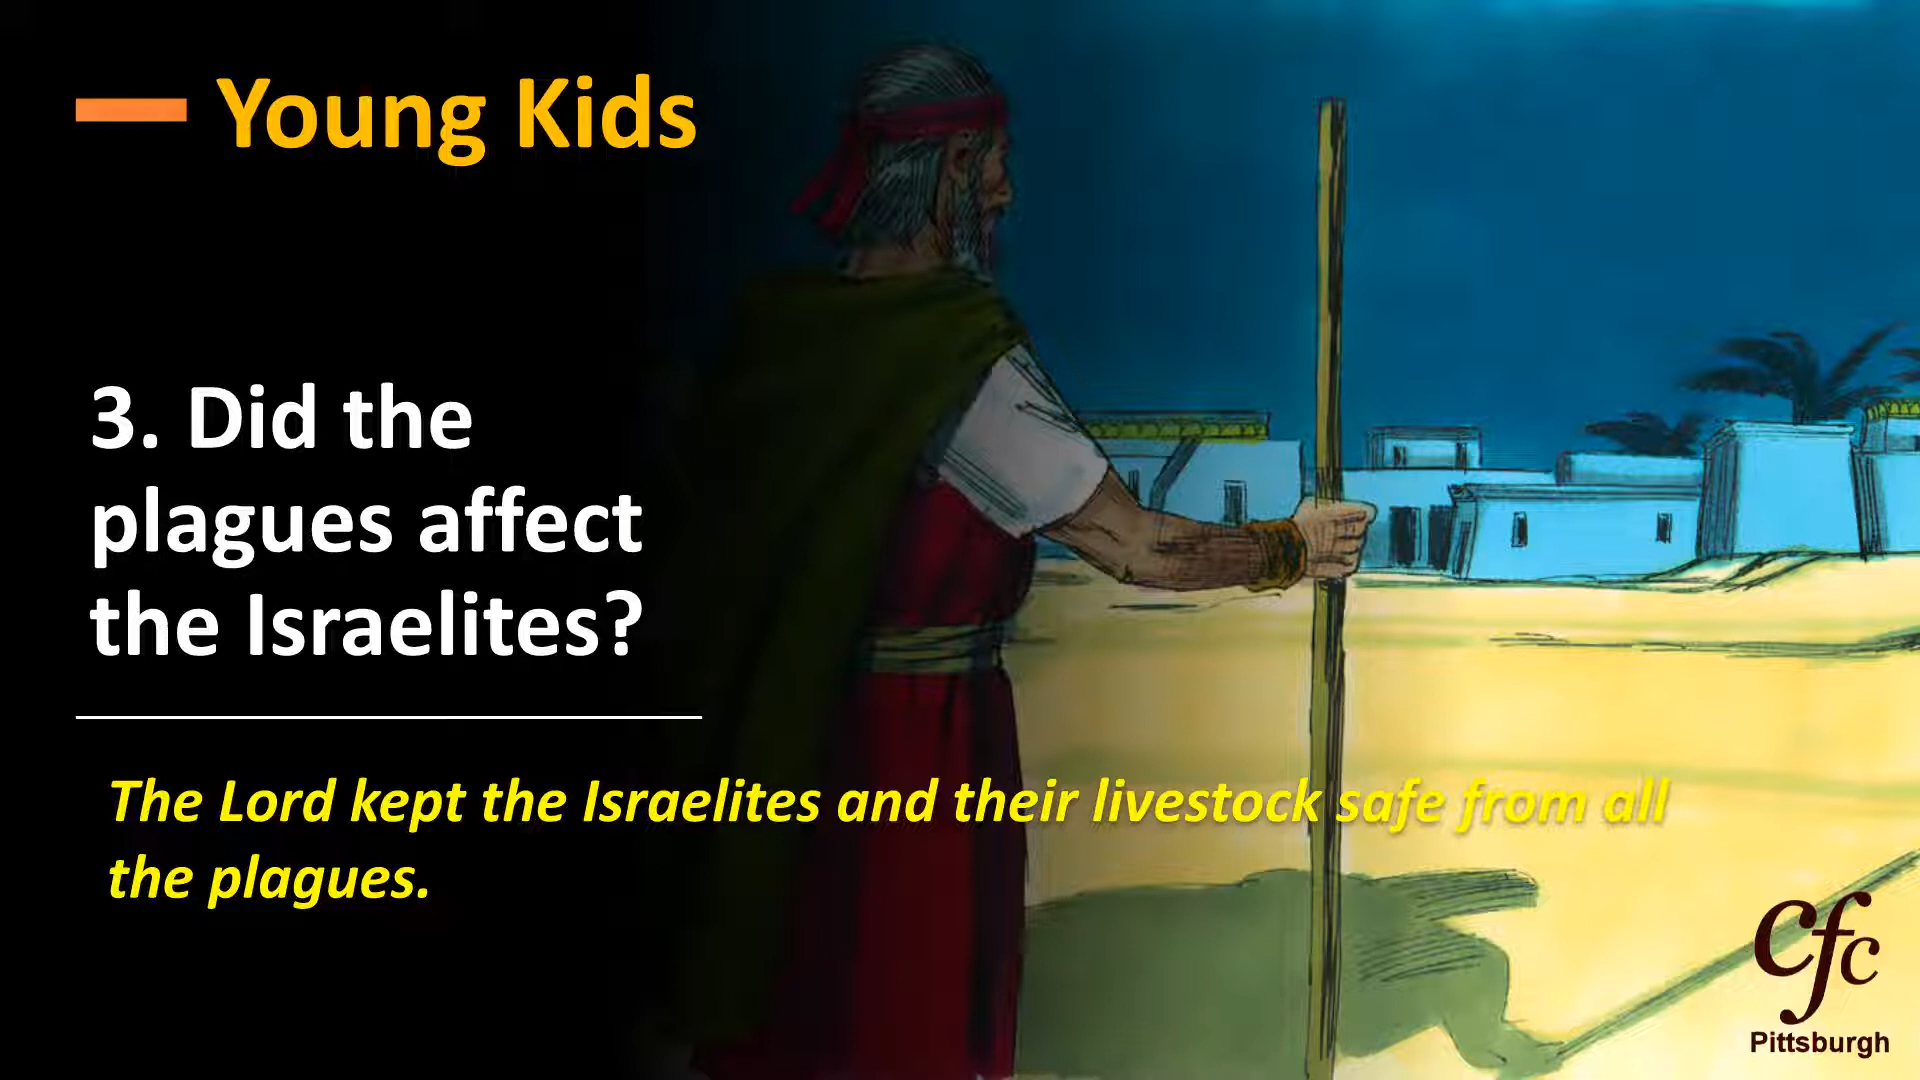 Young Kids
3. Did the
plagues affect
the Israelites?
The Lord kept the Israelites and their livestock safe from all
the plagues.
cfc
Pittsburgh